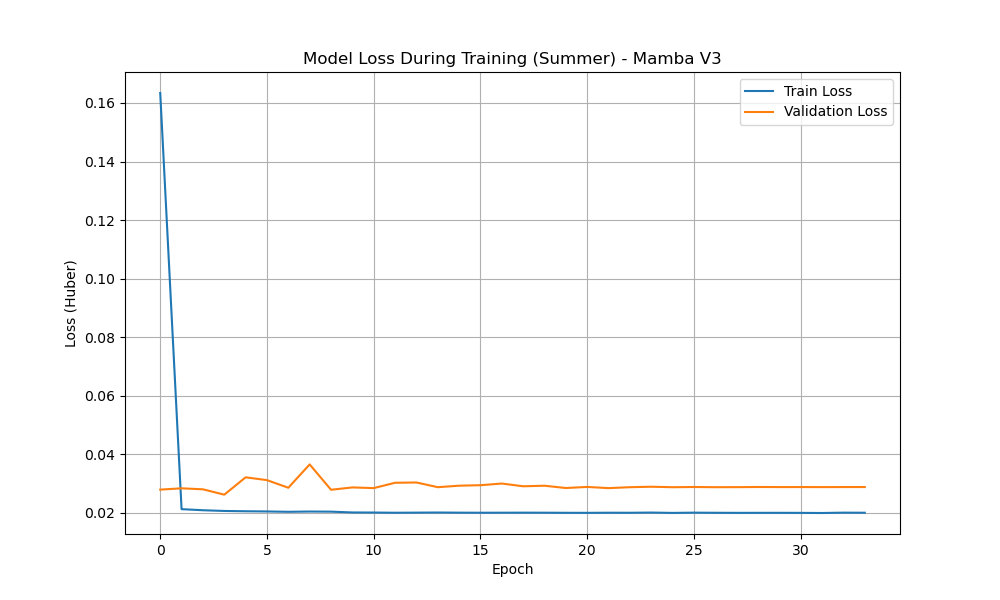 Model Loss During Training (Summer) - Mamba V3
Train Loss
Validation Loss
Loss (Huber)
0.16
0.14
0.12
0.10
0.08
0.06
0.04
0.02
0 5 10 15 20 25 30
Epoch